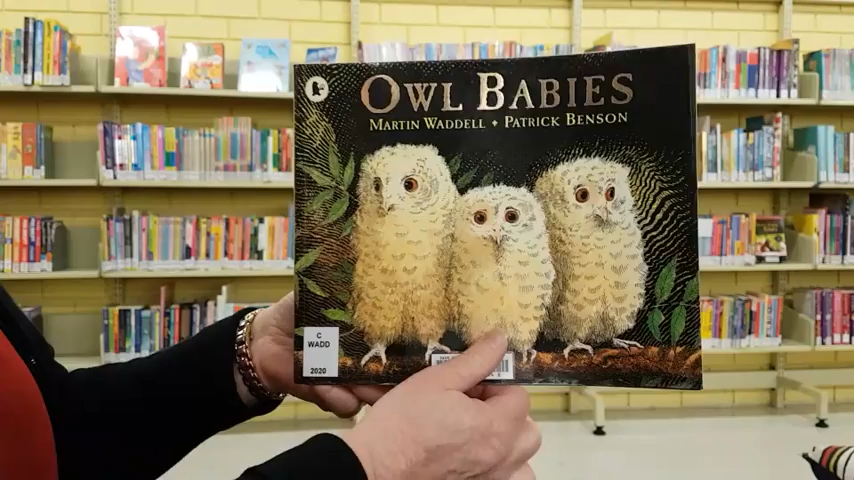 OWL BABIES
MARTIN WADDELL • PATRICK BENSON
C
WADD
2020